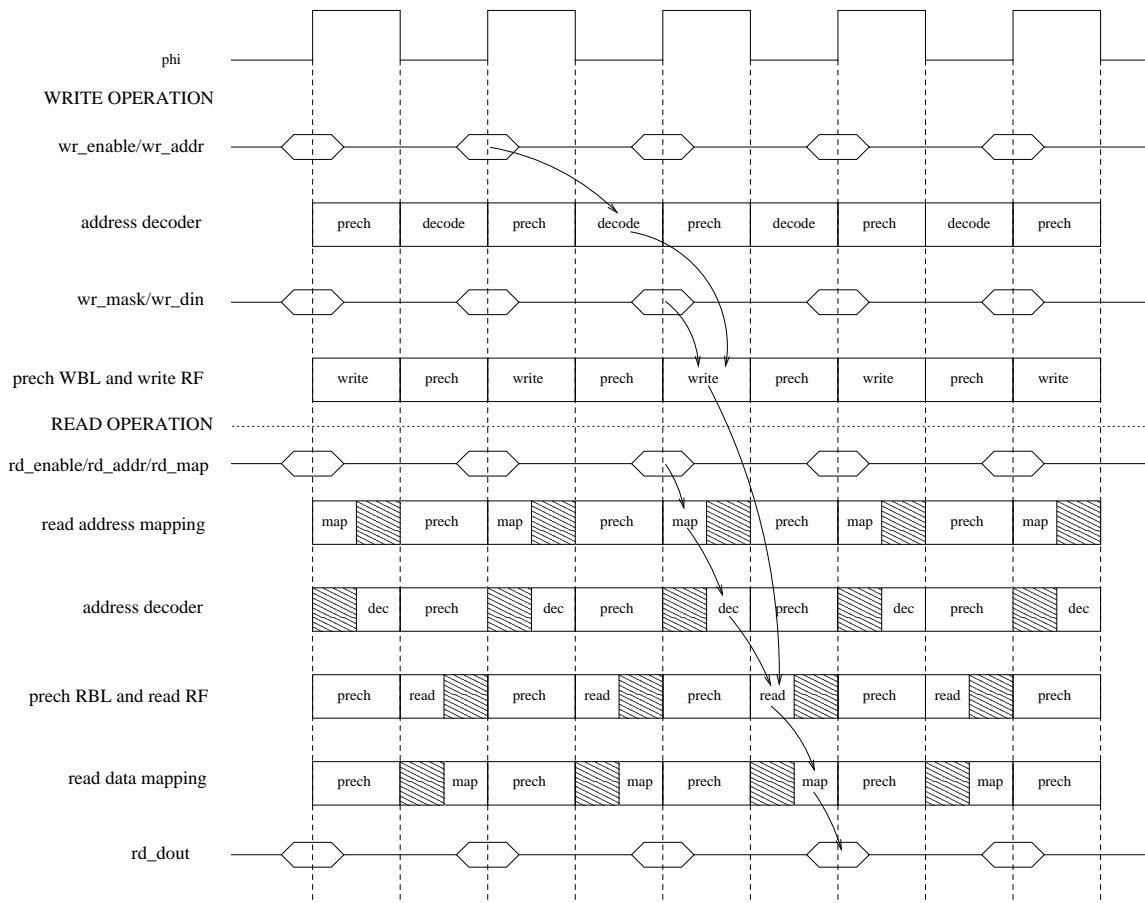 phi
WRITE OPERATION
wr_enable/wr_addr
address decoder prech decode prech decode prech decode prech decode prech
wr_mask/wr_din
prech WBL and write RF write prech write prech write prech write prech write
READ OPERATION
rd_enable/rd_addr/rd_map
read address mapping map prech map prech map prech map prech map
address decoder dec prech dec prech dec prech dec prech dec
prech RBL and read RF prech read prech read prech read prech read prech
read data mapping prech map prech map prech map prech map prech
rd_dout